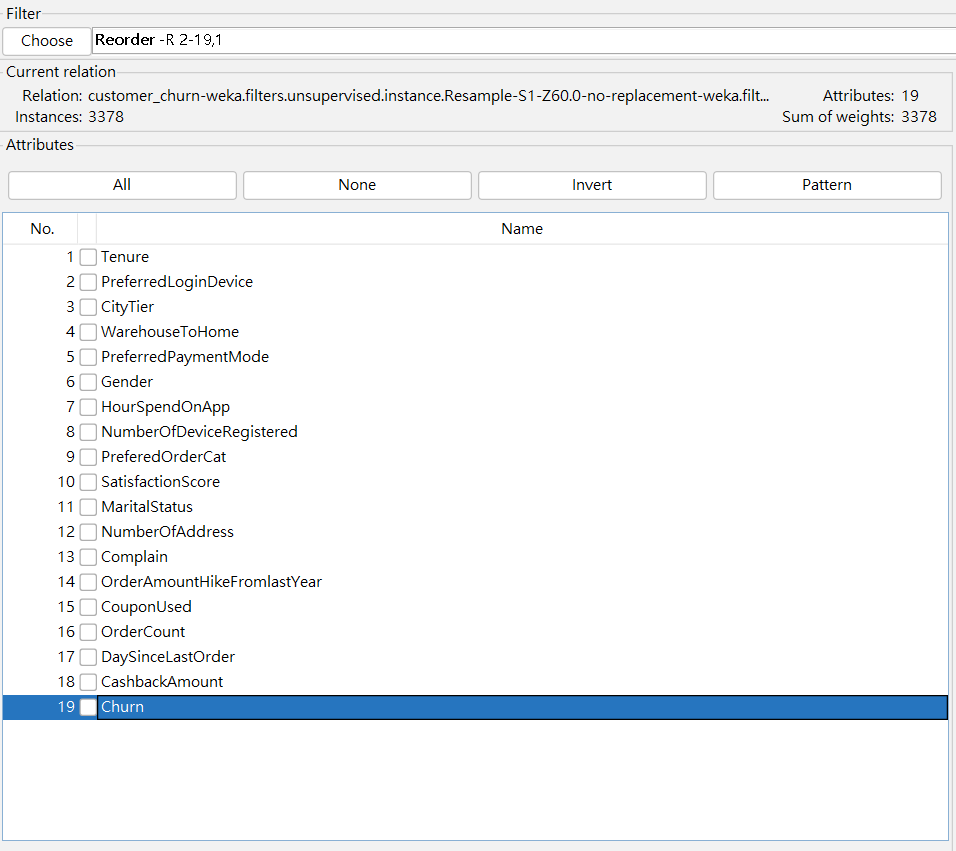 Filter
Choose Reorder -R 2-19,1
Current relation
Relation: customer_churn-weka.filters.unsupervised.instance.Resample-S1-Z60.0-no-replacement-weka.filt... Attributes: 19
Instances: 3378 Sum of weights: 3378
Attributes
All None Invert Pattern
No. Name
1 Tenure
2 PreferredLoginDevice
3 CityTier
4 WarehouseToHome
5 PreferredPaymentMode
6 Gender
7 HourSpendOnApp
8 NumberOfDeviceRegistered
9 PreferedOrderCat
10 SatisfactionScore
11 MaritalStatus
12 NumberOfAddress
13 Complain
14 OrderAmountHikeFromlastYear
15 CouponUsed
16 OrderCount
17 DaySinceLastOrder
18 CashbackAmount
19 Churn